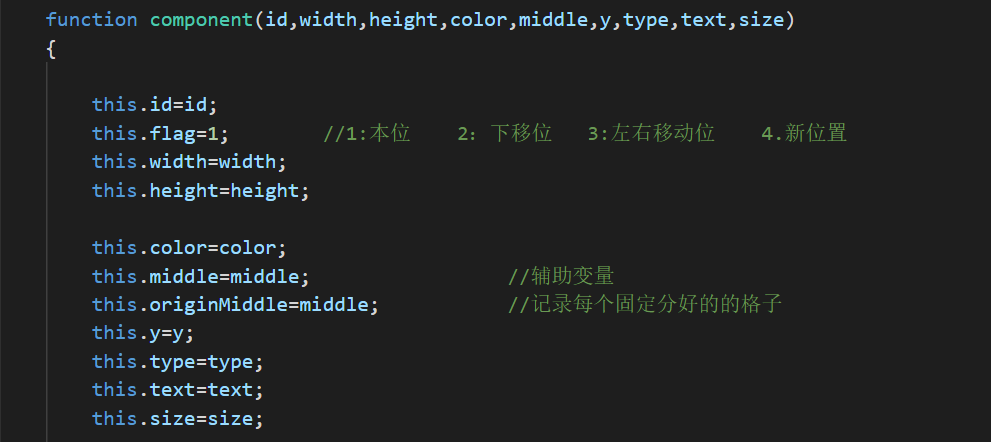 function component(id,width,height,color,middle,y,type,text,size)
{
this.id=id;
this.flag=1; //1:本位 2: 下移位 3:左右移动位 4.新位置
this.width=width;
this.height=height;
this.color=color;
this.middle=middle; //辅助变量
this.originMiddle=middle; //记录每个固定分好的的格子
this.y=y;
this.type=type;
this.text=text;
this.size=size;